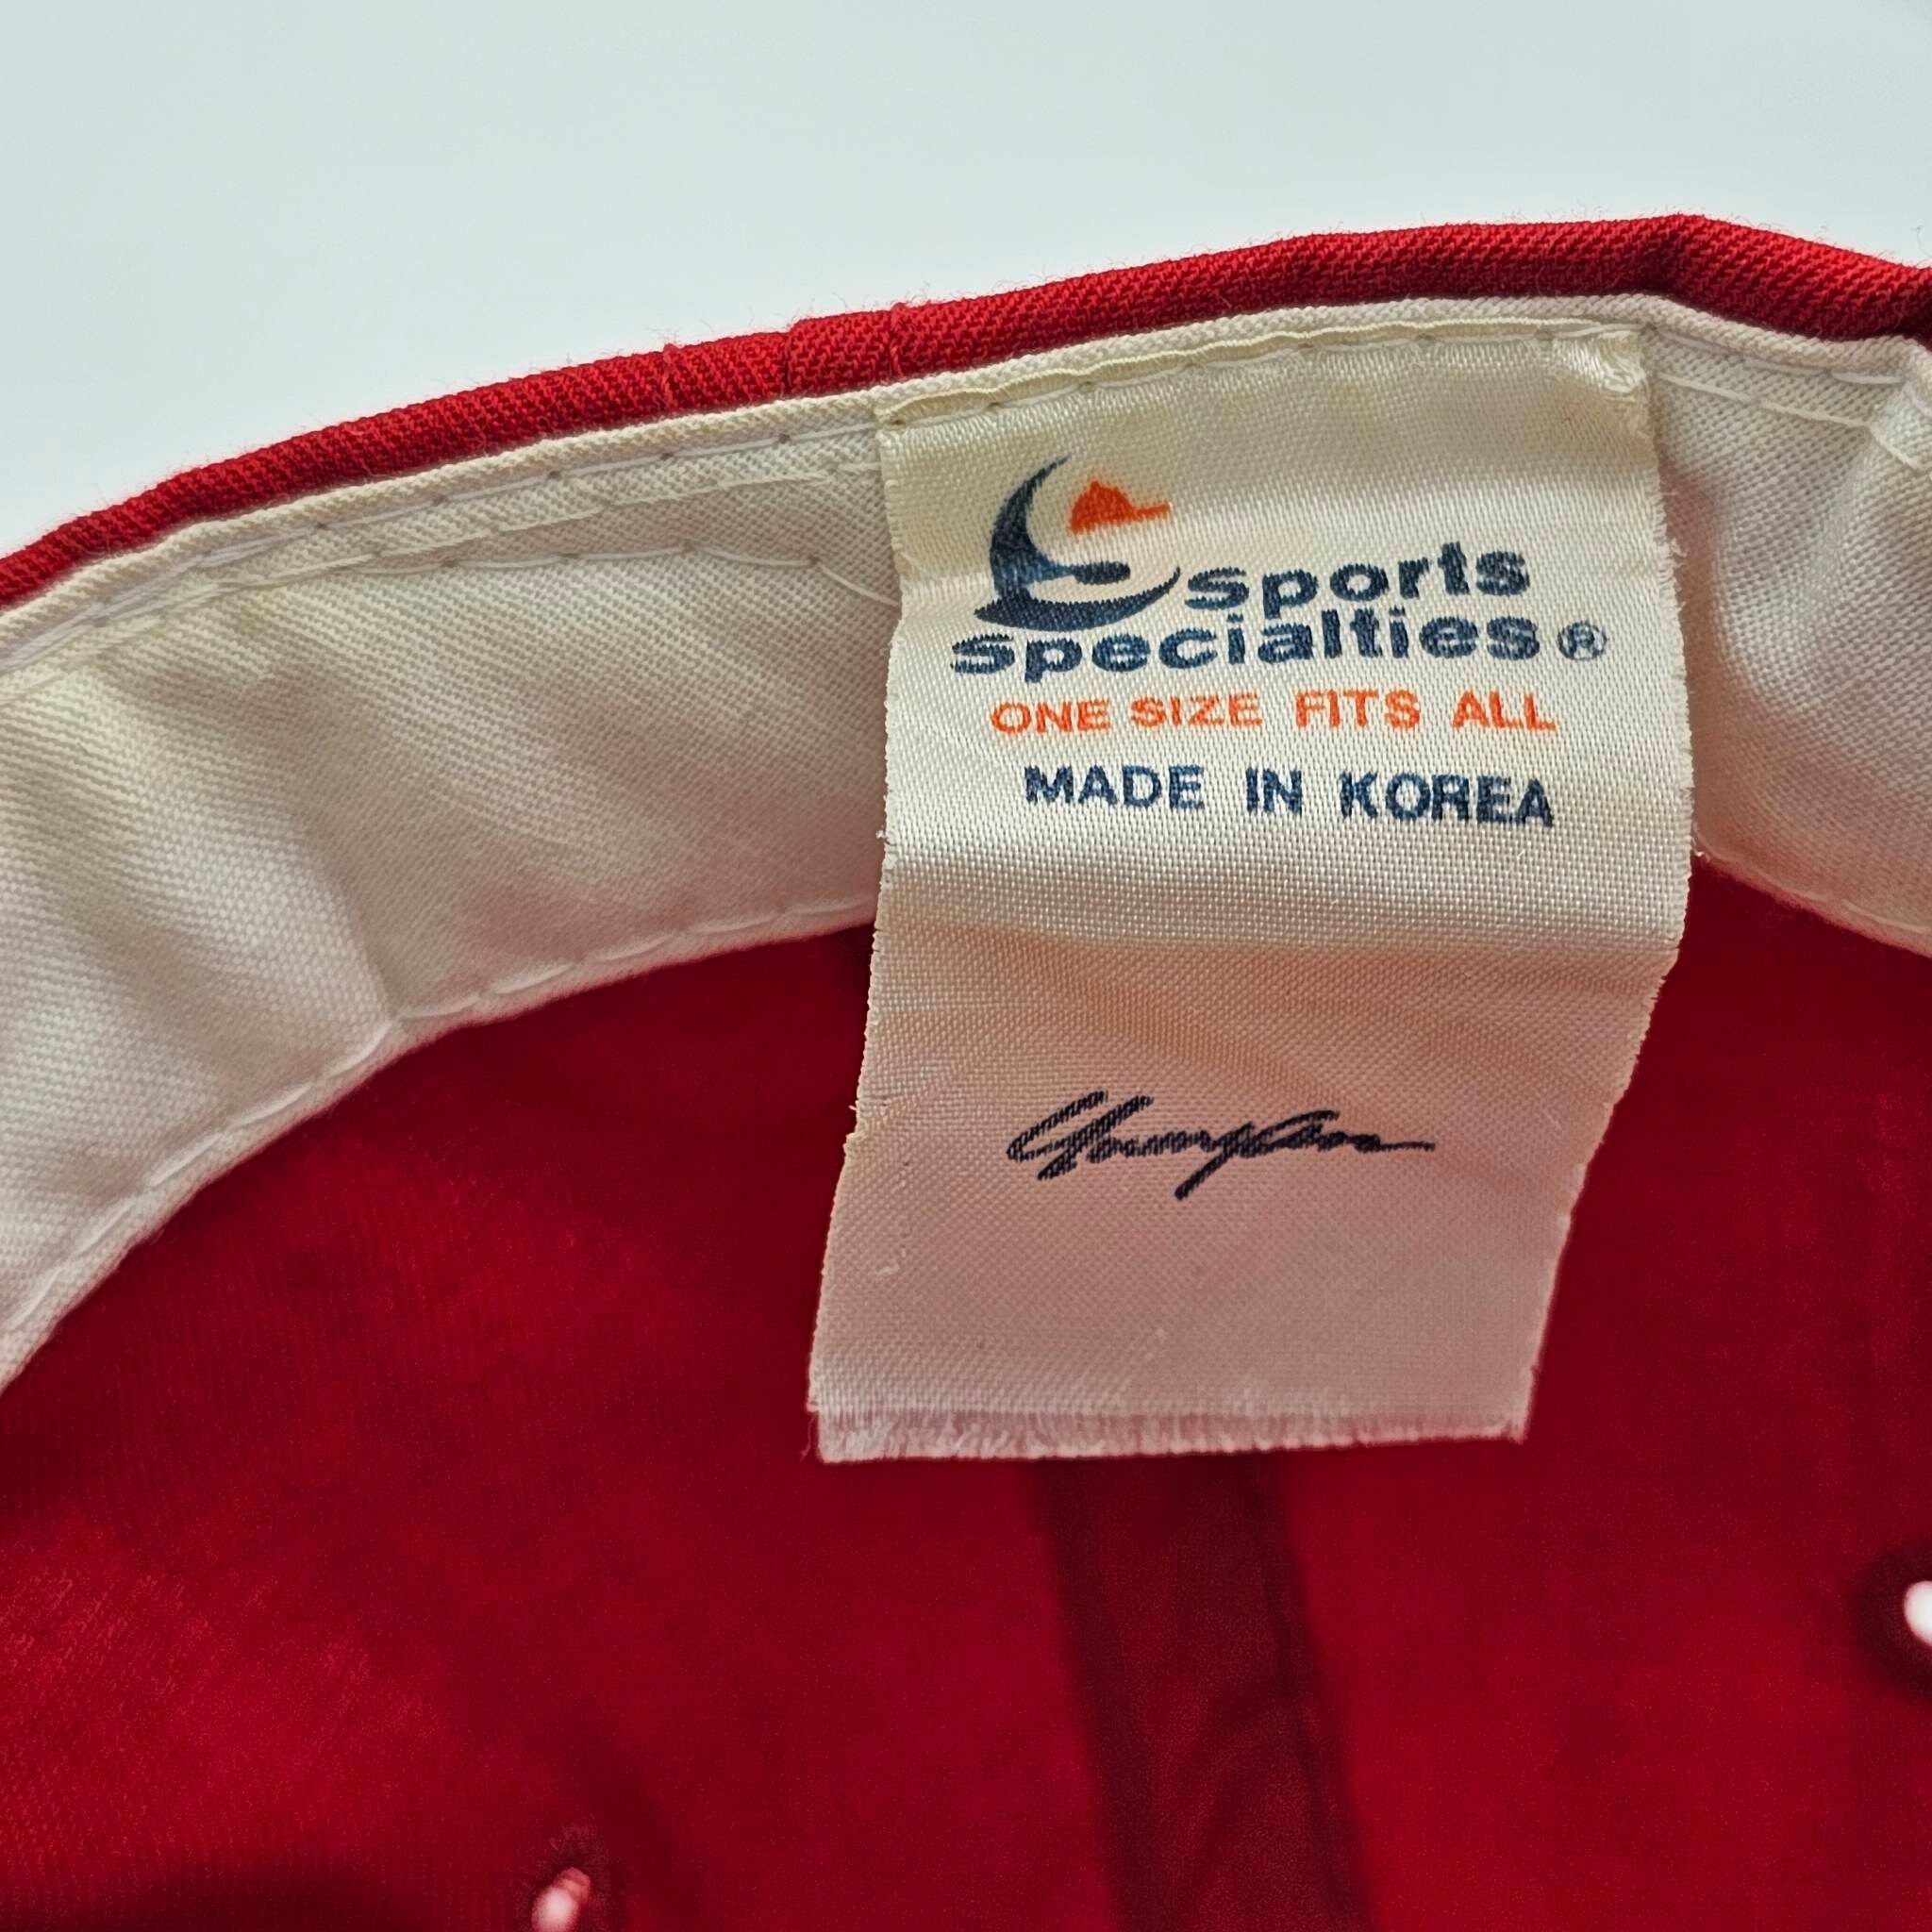 sports
specialties®
ONE SIZE FITS ALL
MADE IN KOREA